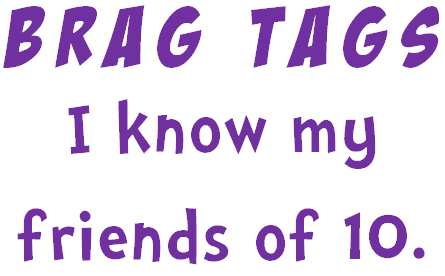 BRAG TAGS
I know my
friends of 10.